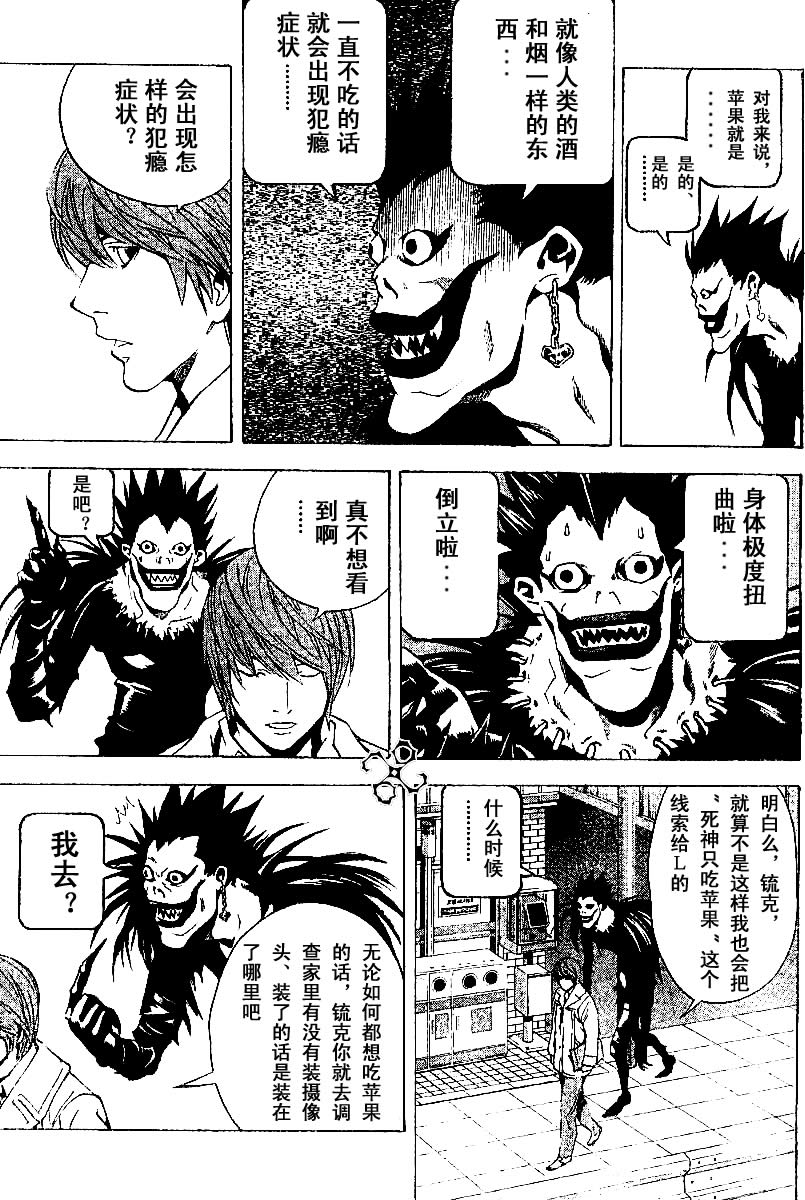 对我来说，
苹果就是
····
是的、
是的
………
就像人类的酒
和烟一样的东
西···
一直不吃的话
就会出现犯瘾
症状………
会出现怎
样的犯瘾
症状？
身体极度扭
曲啦···
倒立啦···
真不想看
到啊
………
是吧？
明白么，锍克，
就算不是这样我也会把
“死神只吃苹果”这个
线索给L的
什么时候
………
无论如何都想吃苹果
的话，锍克你就去调
查家里有没有装摄像
头、装了的话是装在
了哪里吧
我去？